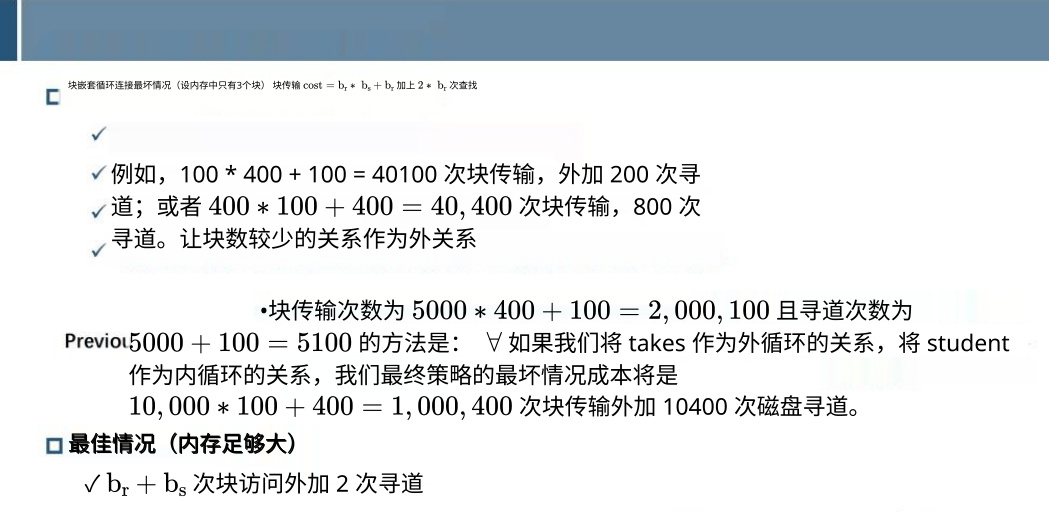 块嵌套循环连接最坏情况（设内存中只有3个块） 块传输 cost = b_r * b_s + b_r 加上 2 * b_r 次查找
例如，100 * 400 + 100 = 40100 次块传输，外加 200 次寻
道；或者 400 * 100 + 400 = 40,400 次块传输，800 次
寻道。让块数较少的关系作为外关系
•块传输次数为 5000 * 400 + 100 = 2,000,100 且寻道次数为
Previou 5000 + 100 = 5100 的方法是： ∀ 如果我们将 takes 作为外循环的关系，将 student
作为内循环的关系，我们最终策略的最坏情况成本将是
10,000 * 100 + 400 = 1,000,400 次块传输外加 10400 次磁盘寻道。
最佳情况（内存足够大）
✓ b_r + b_s 次块访问外加 2 次寻道